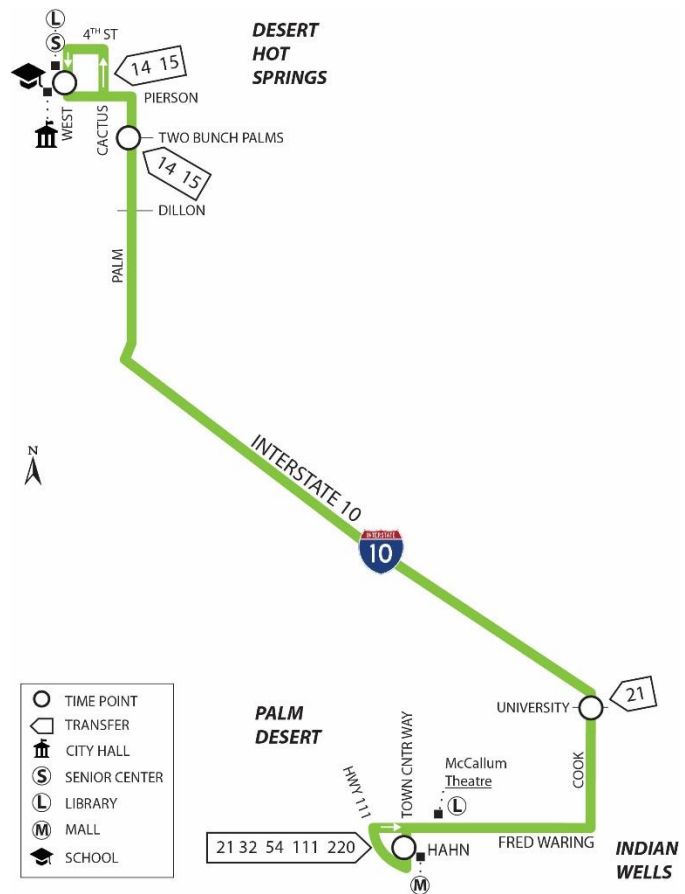 L
S
4TH ST
DESERT
HOT
SPRINGS
14 15
PIERSON
WEST
CACTUS
TWO BUNCH PALMS
14 15
DILLON
PALM
N
INTERSTATE 10
INTERSTATE
10
21
UNIVERSITY
PALM
DESERT
TOWN CNTR WAY
HWY 111
McCallum
Theatre
L
COOK
FRED WARING
21 32 54 111 220
HAHN
M
INDIAN
WELLS
TIME POINT
TRANSFER
CITY HALL
S SENIOR CENTER
L LIBRARY
M MALL
SCHOOL